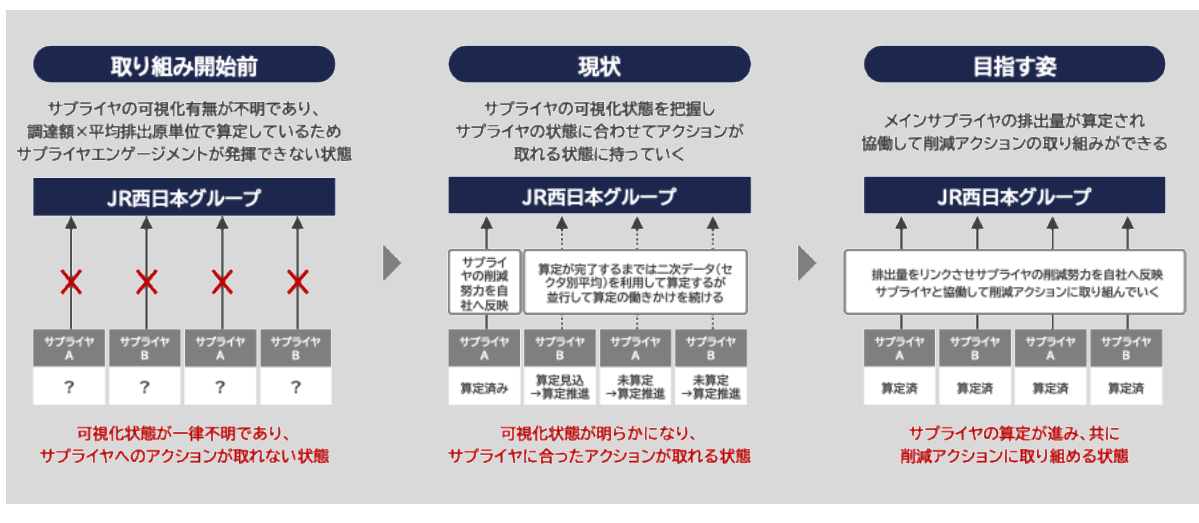 取り組み開始前
サプライヤの可視化有無が不明であり、
調達額×平均排出原単位で算定しているため
サプライヤエンゲージメントが発揮できない状態
JR西日本グループ
サプライヤ
A
サプライヤ
B
サプライヤ
A
サプライヤ
B
?
?
?
?
可視化状態が一律不明であり、
サプライヤへのアクションが取れない状態
現状
サプライヤの可視化状態を把握し
サプライヤの状態に合わせてアクションが
取れる状態に持っていく
JR西日本グループ
サプライ
ヤの削減
努力を自
社へ反映
算定が完了するまでは二次データ(セ
クタ別平均)を利用して算定するが
並行して算定の働きかけを続ける
サプライヤ
A
サプライヤ
B
サプライヤ
A
サプライヤ
B
算定済み
算定見込
→算定推進
未算定
→算定推進
未算定
→算定推進
可視化状態が明らかになり、
サプライヤに合ったアクションが取れる状態
目指す姿
メインサプライヤの排出量が算定され
協働して削減アクションの取り組みができる
JR西日本グループ
排出量をリンクさせサプライヤの削減努力を自社へ反映
サプライヤと協働して削減アクションに取り組んでいく
サプライヤ
A
サプライヤ
B
サプライヤ
A
サプライヤ
B
算定済
算定済
算定済
算定済
サプライヤの算定が進み、共に
削減アクションに取り組める状態